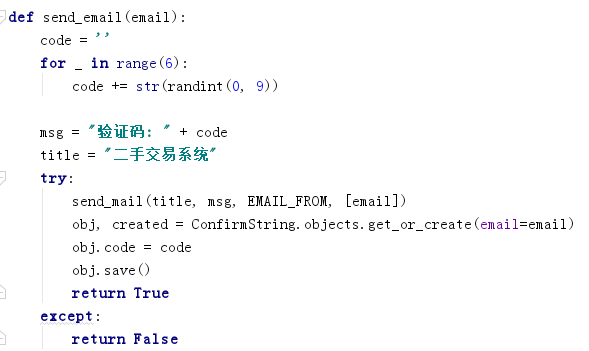 def send_email(email):
    code = ''
    for _ in range(6):
        code += str(randint(0, 9))

    msg = "验证码: " + code
    title = "二手交易系统"
    try:
        send_mail(title, msg, EMAIL_FROM, [email])
        obj, created = ConfirmString.objects.get_or_create(email=email)
        obj.code = code
        obj.save()
        return True
    except:
        return False